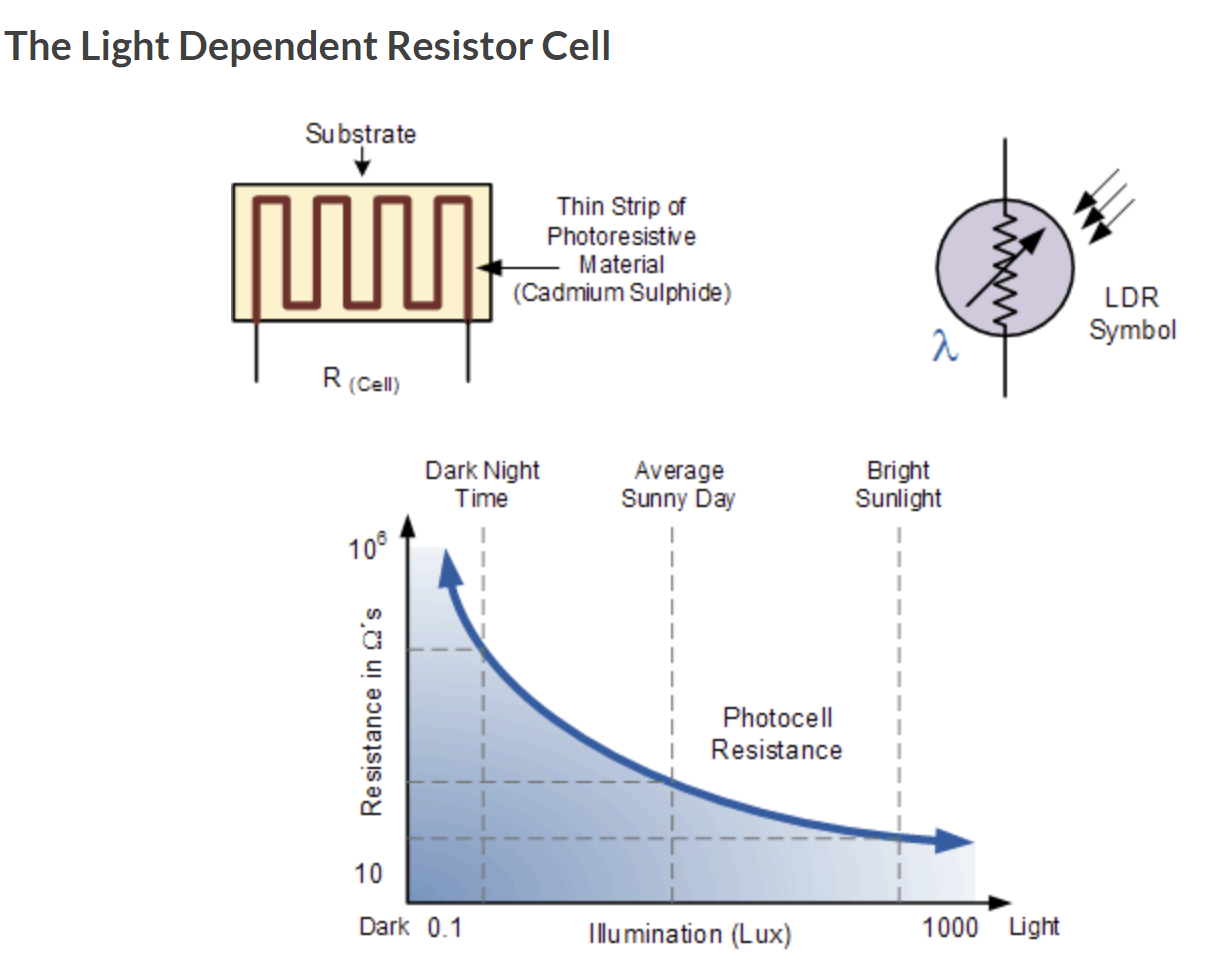 The Light Dependent Resistor Cell
Substrate
Thin Strip of
Photoresistive
Material
(Cadmium Sulphide)
R (Cell)
λ
LDR
Symbol
Dark Night
Time
Average
Sunny Day
Bright
Sunlight
10⁶
Resistance in Ω's
Photocell
Resistance
10
Dark 0.1
Illumination (Lux)
1000 Light